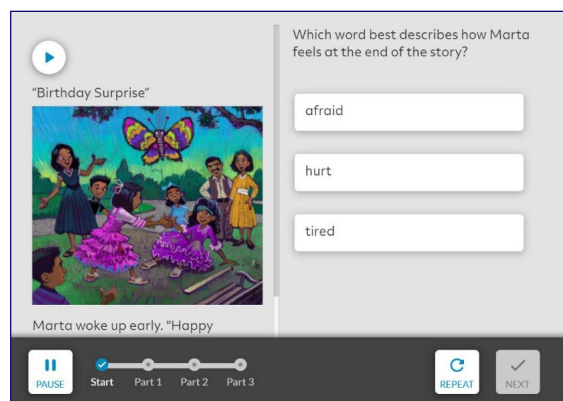 "Birthday Surprise"
Marta woke up early. "Happy
Which word best describes how Marta
feels at the end of the story?
afraid
hurt
tired
PAUSE
Start
Part 1
Part 2
Part 3
REPEAT
NEXT